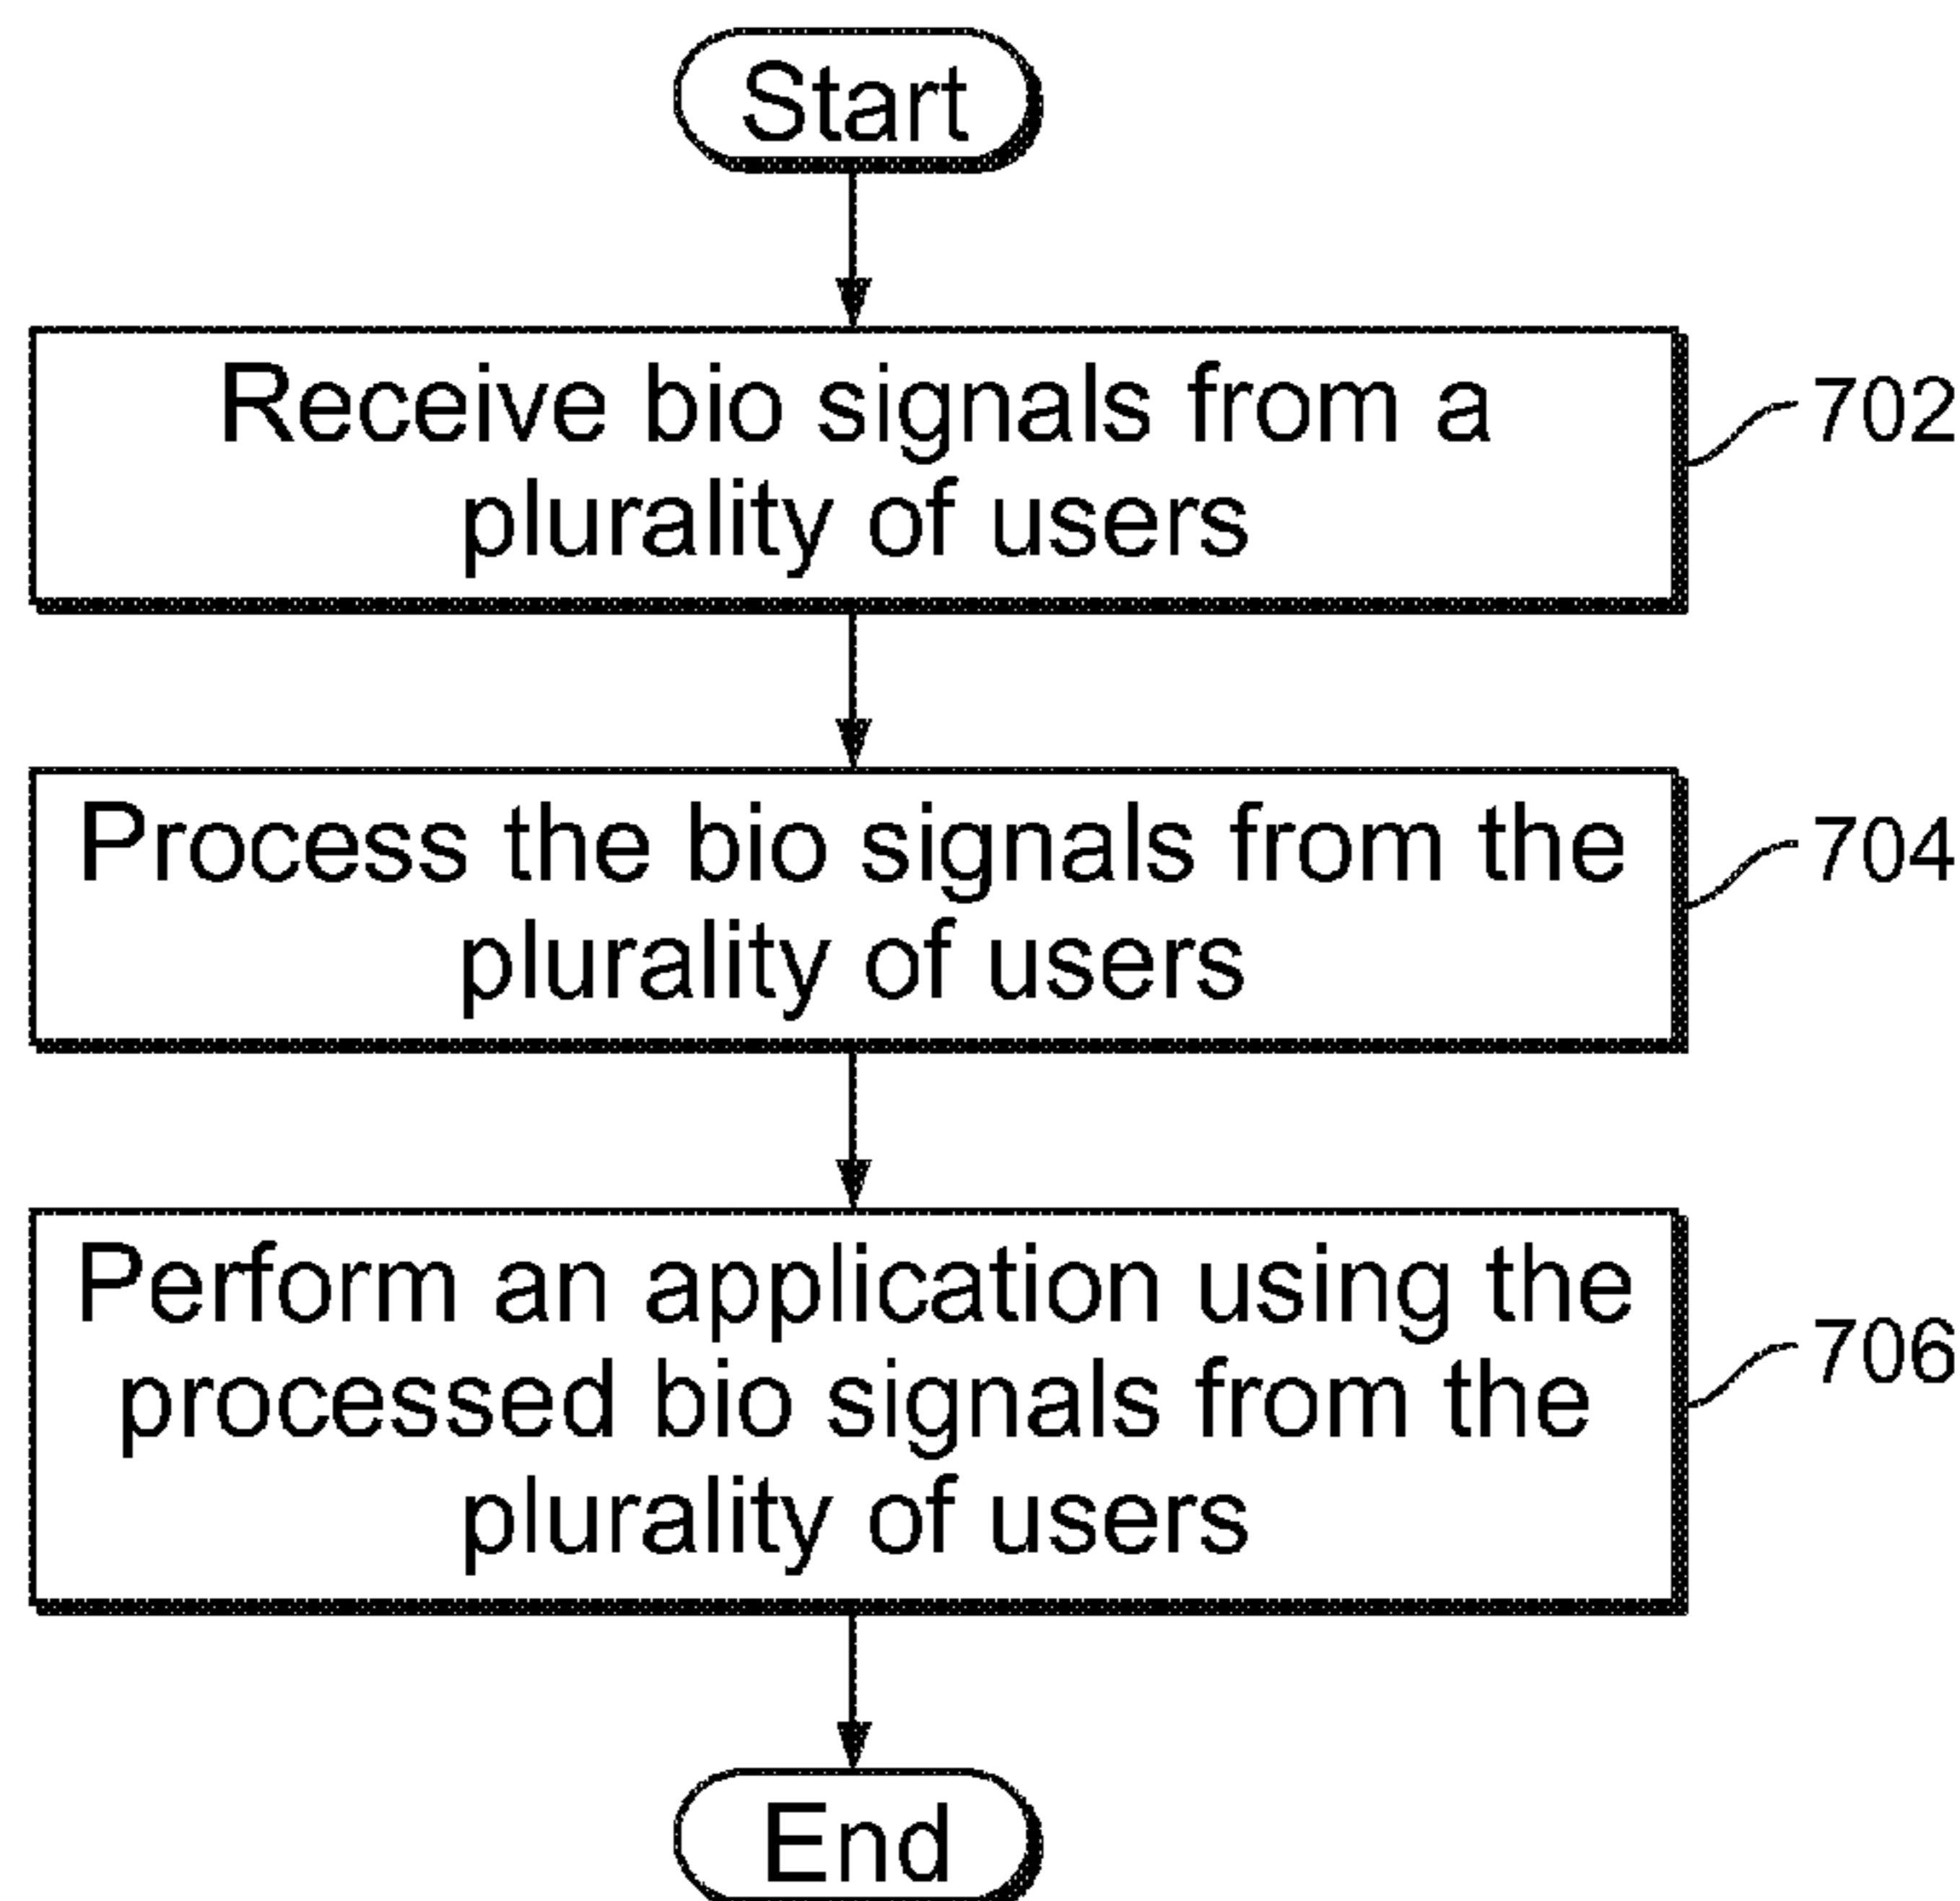 Start
Receive bio signals from a
plurality of users
702
Process the bio signals from the
plurality of users
704
Perform an application using the
processed bio signals from the
plurality of users
706
End